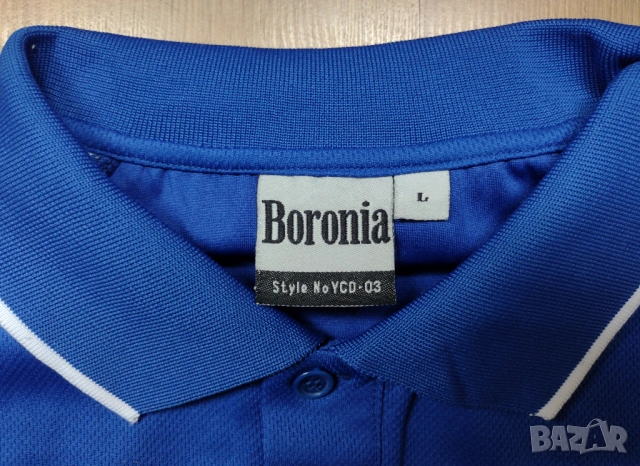 Boronia
L
Style No YCD-03
BAZAR